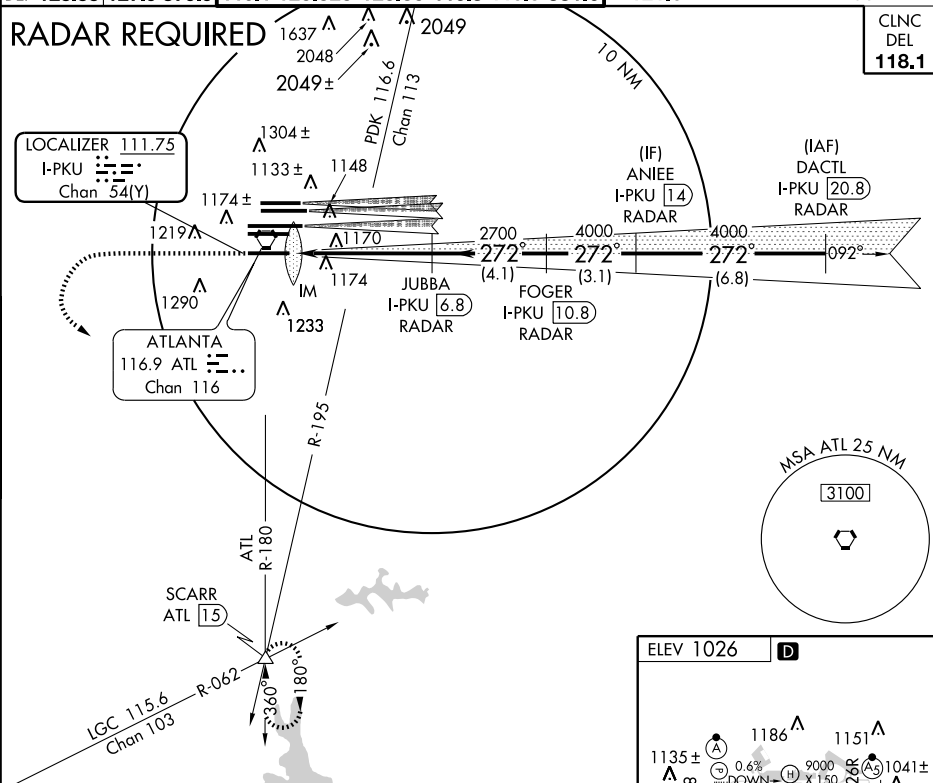 RADAR REQUIRED
1637
2048
2049±
2049
10 NM
CLNC
DEL
118.1
PDK 116.6
Chan 113
LOCALIZER 111.75
I-PKU
Chan 54(Y)
1304±
1133±
1148
1174±
1219
1170
1174
1290
IM
1233
(IF)
ANIEE
I-PKU 14
RADAR
(IAF)
DACTL
I-PKU 20.8
RADAR
2700
4000
4000
272°
272°
272°
092°
(4.1)
(3.1)
(6.8)
JUBBA
I-PKU 6.8
RADAR
FOGER
I-PKU 10.8
RADAR
ATLANTA
116.9 ATL
Chan 116
R-195
MSA ATL 25 NM
3100
ATL
R-180
SCARR
ATL 15
360°
180°
R-062
LGC 115.6
Chan 103
ELEV 1026
D
1186
1151
1135±
A
P
0.6%
DOWN
H
9000
X 150
26R
A5
1041±
8